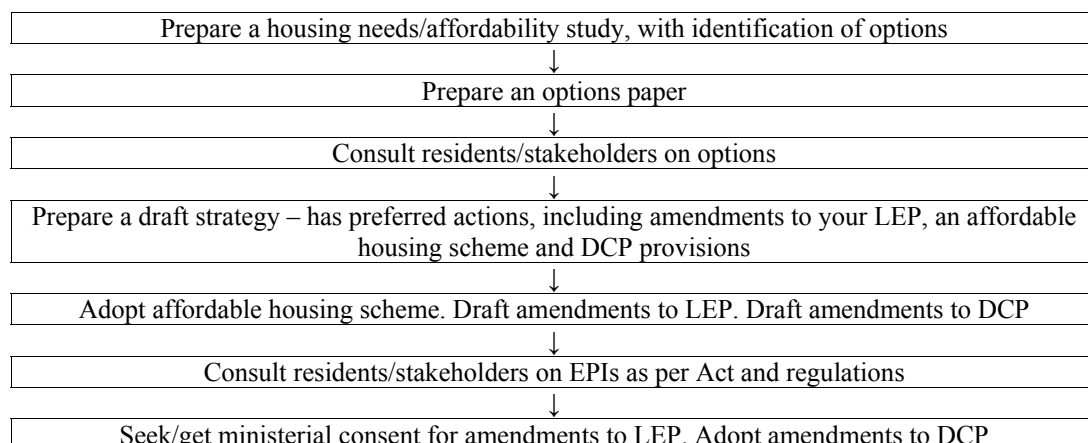 Prepare a housing needs/affordability study, with identification of options
↓
Prepare an options paper
↓
Consult residents/stakeholders on options
↓
Prepare a draft strategy – has preferred actions, including amendments to your LEP, an affordable
housing scheme and DCP provisions
↓
Adopt affordable housing scheme. Draft amendments to LEP. Draft amendments to DCP
↓
Consult residents/stakeholders on EPIs as per Act and regulations
↓
Seek/get ministerial consent for amendments to LEP. Adopt amendments to DCP